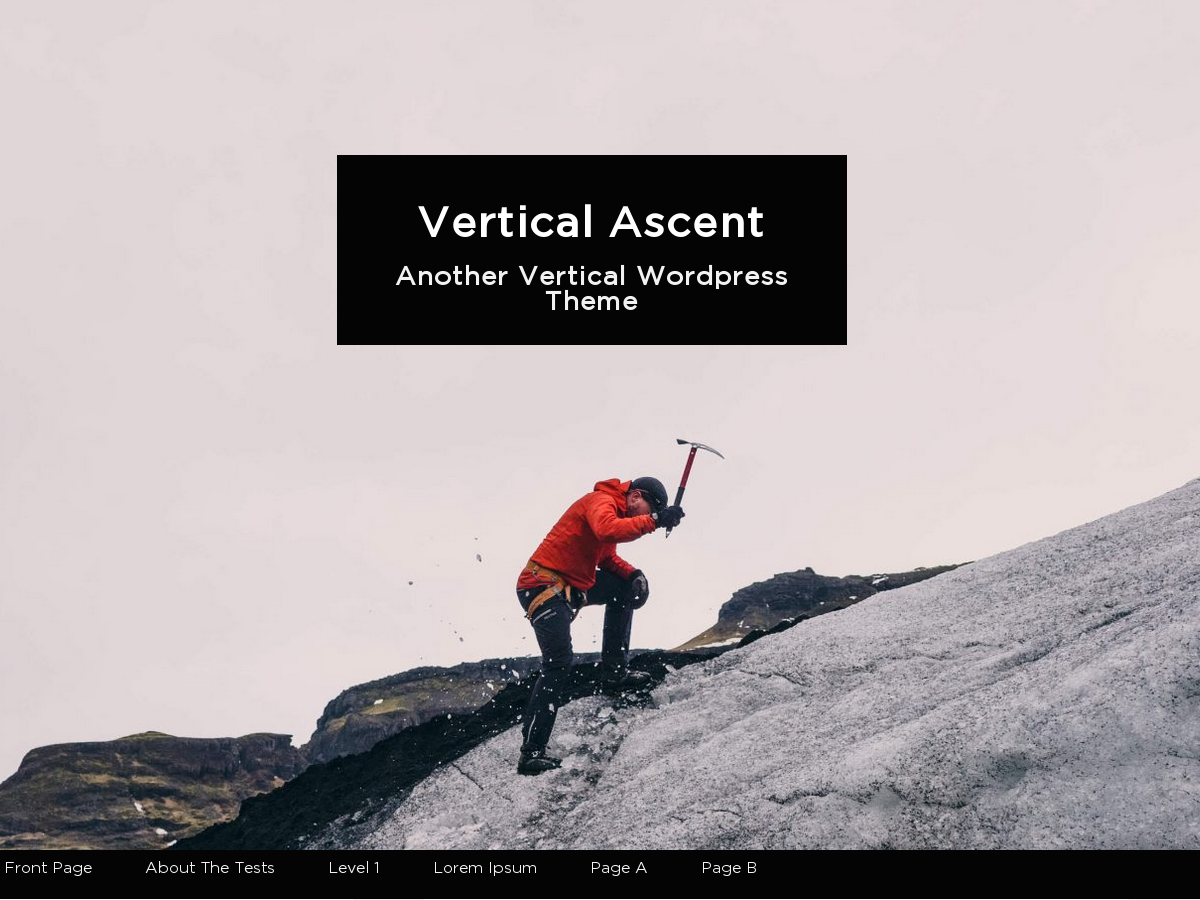 Vertical Ascent
Another Vertical Wordpress
Theme
Front Page About The Tests Level 1 Lorem Ipsum Page A Page B